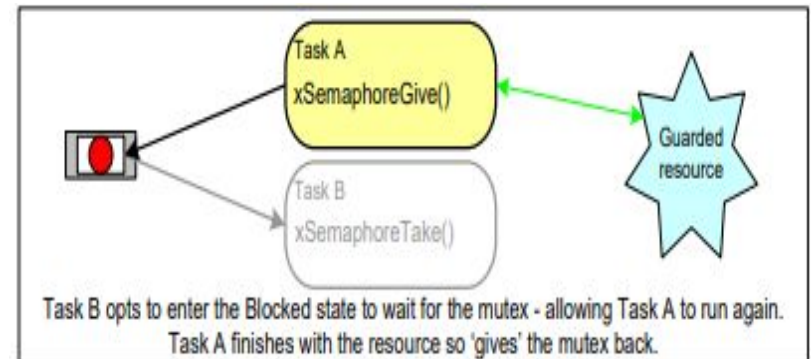 Task A
xSemaphoreGive()
Guarded
resource
Task B
xSemaphoreTake()
Task B opts to enter the Blocked state to wait for the mutex - allowing Task A to run again.
Task A finishes with the resource so ‘gives’ the mutex back.